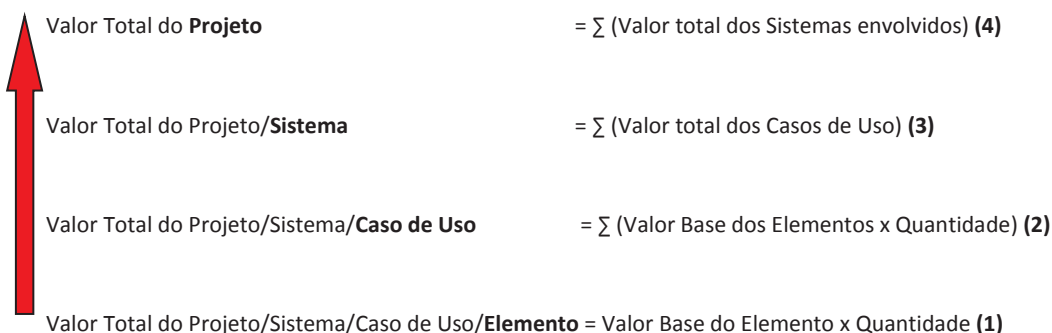 Valor Total do Projeto = ∑ (Valor total dos Sistemas envolvidos) (4)
Valor Total do Projeto/Sistema = ∑ (Valor total dos Casos de Uso) (3)
Valor Total do Projeto/Sistema/Caso de Uso = ∑ (Valor Base dos Elementos x Quantidade) (2)
Valor Total do Projeto/Sistema/Caso de Uso/Elemento = Valor Base do Elemento x Quantidade (1)